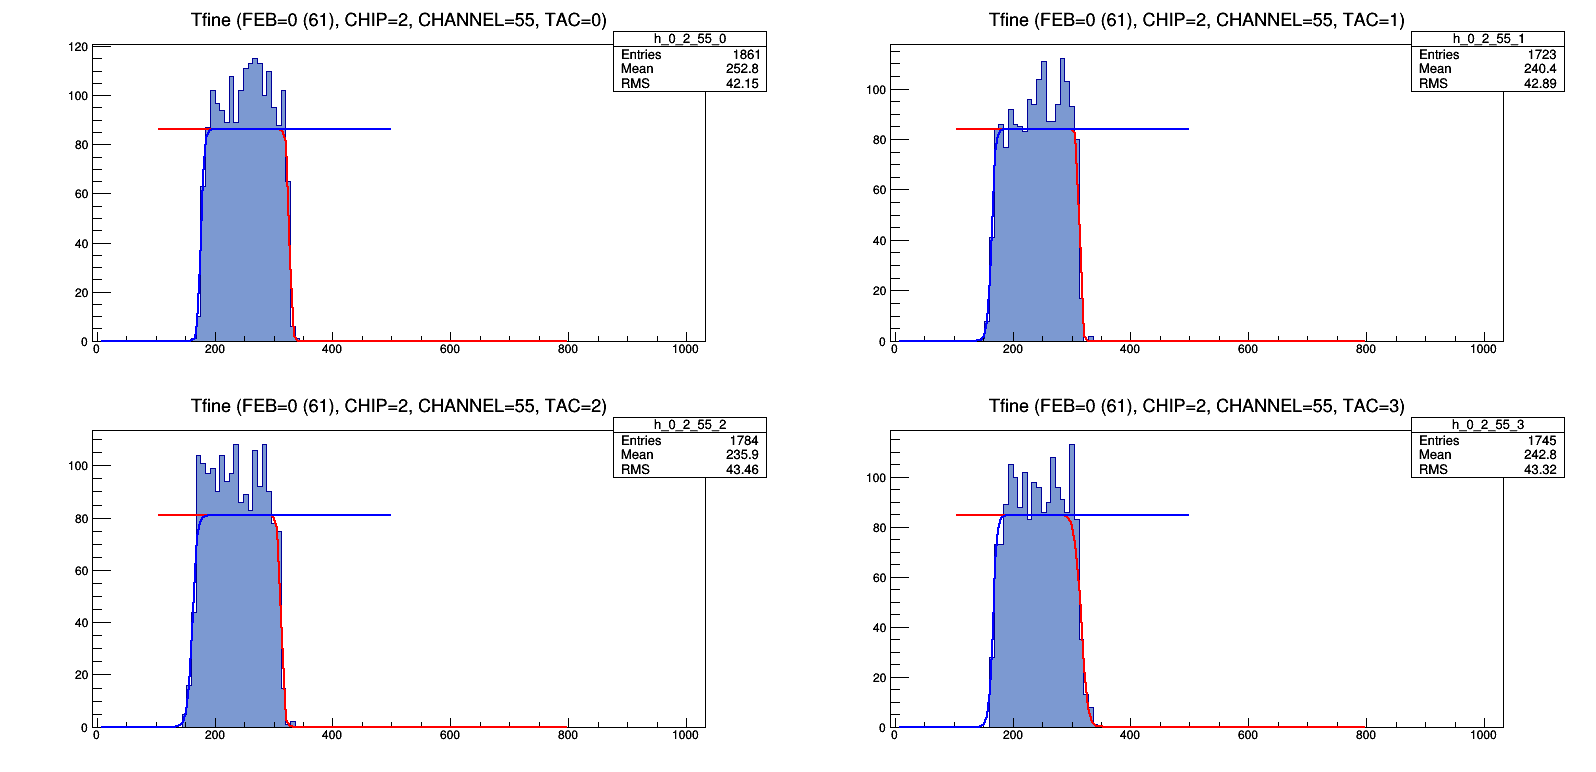 Tfine (FEB=0 (61), CHIP=2, CHANNEL=55, TAC=0)
h_0_2_55_0
Entries 1861
Mean 252.8
RMS 42.15
120
100
80
60
40
20
0
0 200 400 600 800 1000
Tfine (FEB=0 (61), CHIP=2, CHANNEL=55, TAC=1)
h_0_2_55_1
Entries 1723
Mean 240.4
RMS 42.89
100
80
60
40
20
0
0 200 400 600 800 1000
Tfine (FEB=0 (61), CHIP=2, CHANNEL=55, TAC=2)
h_0_2_55_2
Entries 1784
Mean 235.9
RMS 43.46
100
80
60
40
20
0
0 200 400 600 800 1000
Tfine (FEB=0 (61), CHIP=2, CHANNEL=55, TAC=3)
h_0_2_55_3
Entries 1745
Mean 242.8
RMS 43.32
100
80
60
40
20
0
0 200 400 600 800 1000